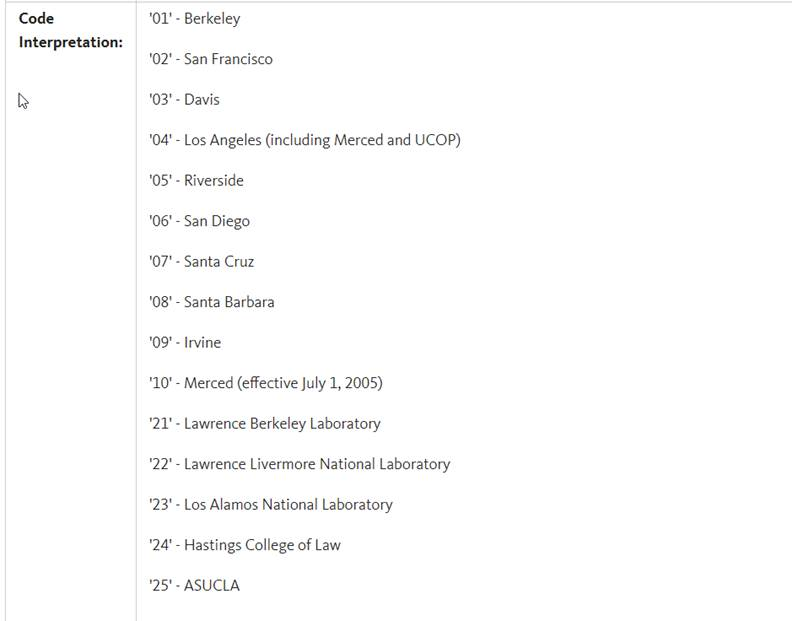 Code
Interpretation:
'01' - Berkeley
'02' - San Francisco
'03' - Davis
'04' - Los Angeles (including Merced and UCOP)
'05' - Riverside
'06' - San Diego
'07' - Santa Cruz
'08' - Santa Barbara
'09' - Irvine
'10' - Merced (effective July 1, 2005)
'21' - Lawrence Berkeley Laboratory
'22' - Lawrence Livermore National Laboratory
'23' - Los Alamos National Laboratory
'24' - Hastings College of Law
'25' - ASUCLA